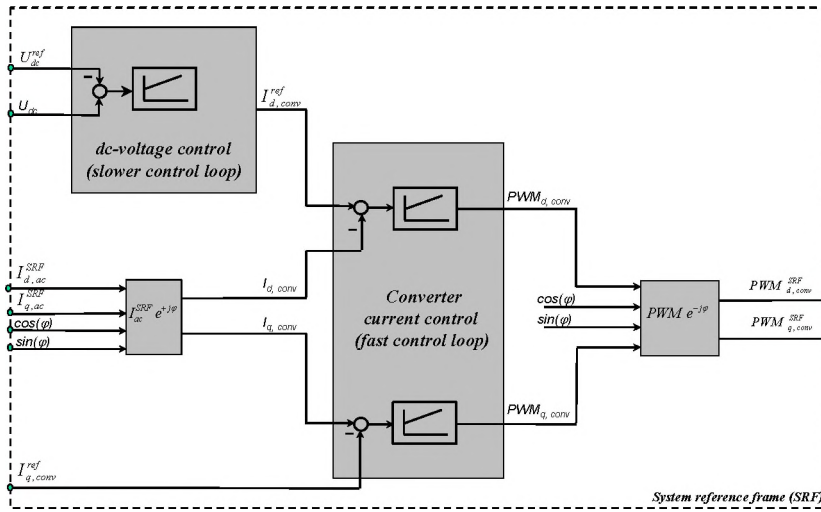 U_dc^ref
−
U_dc
dc-voltage control
(slower control loop)
I_d,conv^ref
−
PWM_d, conv
I_d,ac^SRF
I_q,ac^SRF
cos(φ)
sin(φ)
I_ac^SRF e^+jφ
I_d, conv
I_q, conv
Converter
current control
(fast control loop)
cos(φ)
sin(φ)
PWM e^−jφ
PWM_d,conv^SRF
PWM_q,conv^SRF
−
PWM_q, conv
I_q,conv^ref
System reference frame (SRF)